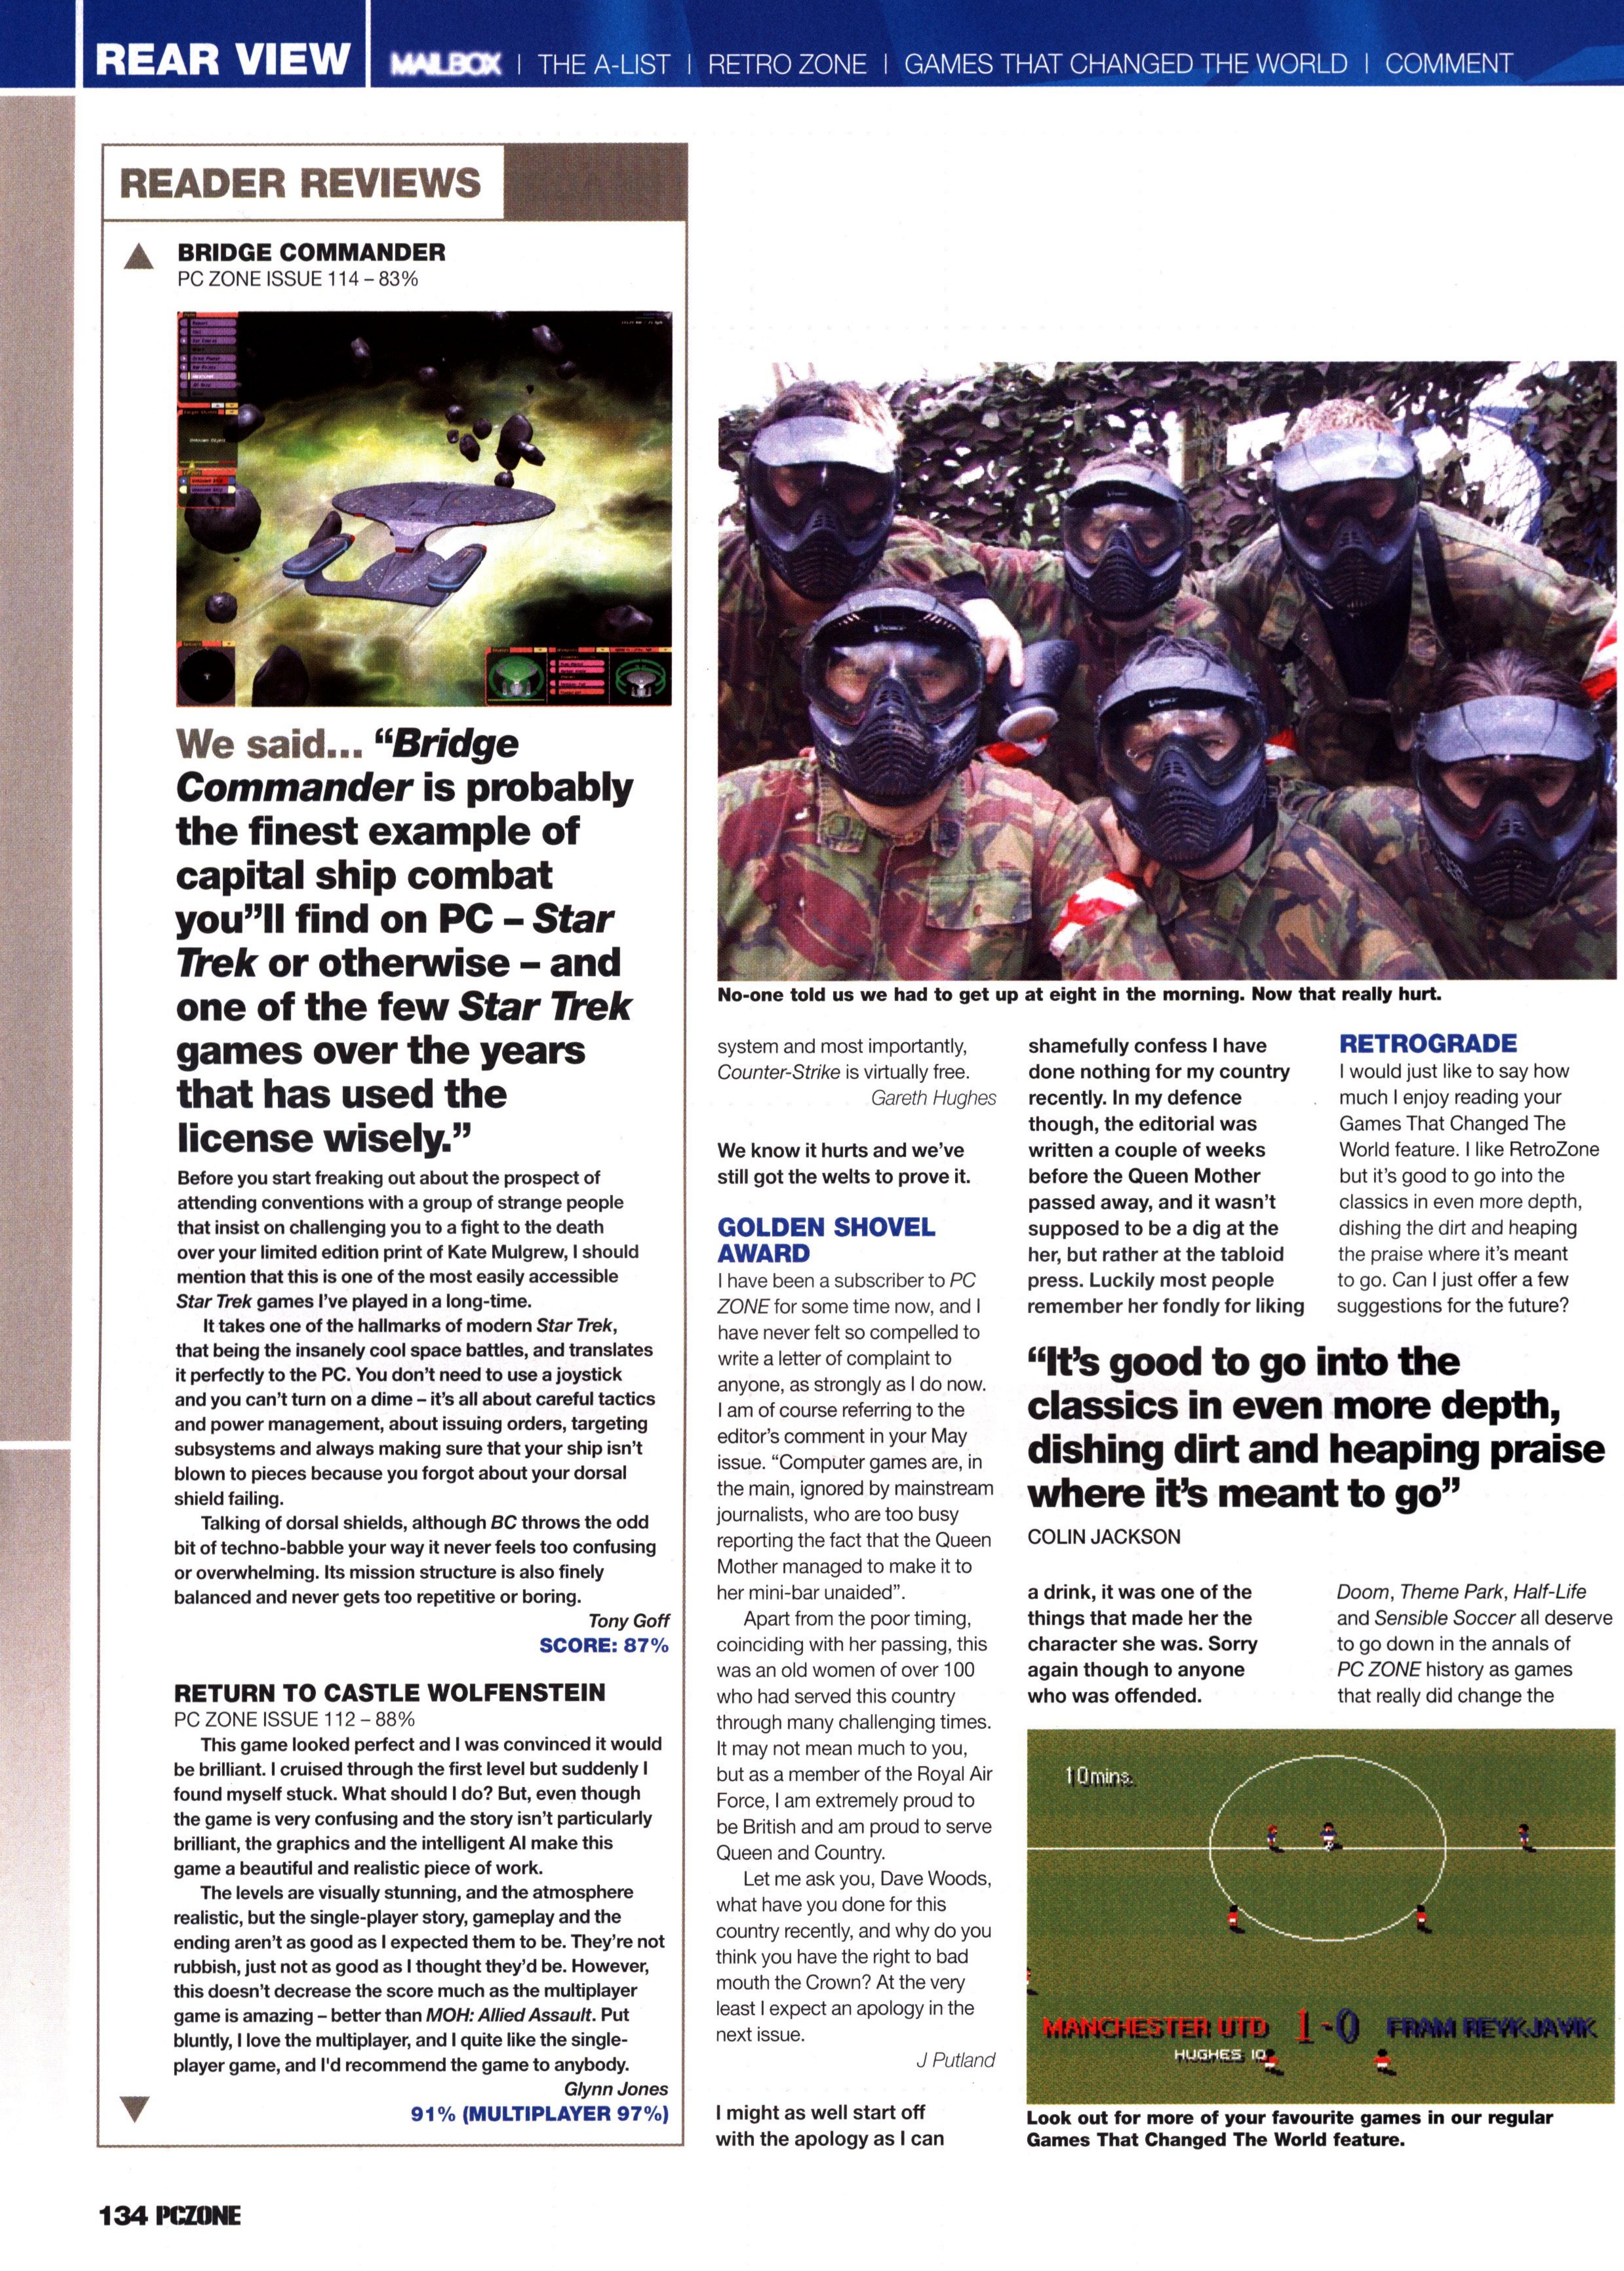 REAR VIEW
MAILBOX | THE A-LIST | RETRO ZONE | GAMES THAT CHANGED THE WORLD | COMMENT
READER REVIEWS
BRIDGE COMMANDER
PC ZONE ISSUE 114 – 83%
We said... “Bridge
Commander is probably
the finest example of
capital ship combat
you”ll find on PC – Star
Trek or otherwise – and
one of the few Star Trek
games over the years
that has used the
license wisely.”
Before you start freaking out about the prospect of
attending conventions with a group of strange people
that insist on challenging you to a fight to the death
over your limited edition print of Kate Mulgrew, I should
mention that this is one of the most easily accessible
Star Trek games I’ve played in a long-time.
It takes one of the hallmarks of modern Star Trek,
that being the insanely cool space battles, and translates
it perfectly to the PC. You don’t need to use a joystick
and you can’t turn on a dime – it’s all about careful tactics
and power management, about issuing orders, targeting
subsystems and always making sure that your ship isn’t
blown to pieces because you forgot about your dorsal
shield failing.
Talking of dorsal shields, although BC throws the odd
bit of techno-babble your way it never feels too confusing
or overwhelming. Its mission structure is also finely
balanced and never gets too repetitive or boring.
Tony Goff
SCORE: 87%
RETURN TO CASTLE WOLFENSTEIN
PC ZONE ISSUE 112 – 88%
This game looked perfect and I was convinced it would
be brilliant. I cruised through the first level but suddenly I
found myself stuck. What should I do? But, even though
the game is very confusing and the story isn’t particularly
brilliant, the graphics and the intelligent AI make this
game a beautiful and realistic piece of work.
The levels are visually stunning, and the atmosphere
realistic, but the single-player story, gameplay and the
ending aren’t as good as I expected them to be. They’re not
rubbish, just not as good as I thought they’d be. However,
this doesn’t decrease the score much as the multiplayer
game is amazing – better than MOH: Allied Assault. Put
bluntly, I love the multiplayer, and I quite like the single-
player game, and I'd recommend the game to anybody.
Glynn Jones
91% (MULTIPLAYER 97%)
No-one told us we had to get up at eight in the morning. Now that really hurt.
system and most importantly,
Counter-Strike is virtually free.
Gareth Hughes
We know it hurts and we’ve
still got the welts to prove it.
GOLDEN SHOVEL
AWARD
I have been a subscriber to PC
ZONE for some time now, and I
have never felt so compelled to
write a letter of complaint to
anyone, as strongly as I do now.
I am of course referring to the
editor’s comment in your May
issue. “Computer games are, in
the main, ignored by mainstream
journalists, who are too busy
reporting the fact that the Queen
Mother managed to make it to
her mini-bar unaided”.
Apart from the poor timing,
coinciding with her passing, this
was an old women of over 100
who had served this country
through many challenging times.
It may not mean much to you,
but as a member of the Royal Air
Force, I am extremely proud to
be British and am proud to serve
Queen and Country.
Let me ask you, Dave Woods,
what have you done for this
country recently, and why do you
think you have the right to bad
mouth the Crown? At the very
least I expect an apology in the
next issue.
J Putland
I might as well start off
with the apology as I can
shamefully confess I have
done nothing for my country
recently. In my defence
though, the editorial was
written a couple of weeks
before the Queen Mother
passed away, and it wasn’t
supposed to be a dig at the
her, but rather at the tabloid
press. Luckily most people
remember her fondly for liking
a drink, it was one of the
things that made her the
character she was. Sorry
again though to anyone
who was offended.
RETROGRADE
I would just like to say how
much I enjoy reading your
Games That Changed The
World feature. I like RetroZone
but it’s good to go into the
classics in even more depth,
dishing the dirt and heaping
the praise where it’s meant
to go. Can I just offer a few
suggestions for the future?
“It’s good to go into the
classics in even more depth,
dishing dirt and heaping praise
where it’s meant to go”
COLIN JACKSON
Doom, Theme Park, Half-Life
and Sensible Soccer all deserve
to go down in the annals of
PC ZONE history as games
that really did change the
10mins.
MANCHESTER UTD 1-0 FRAM REYKJAVIK
HUGHES 10
Look out for more of your favourite games in our regular
Games That Changed The World feature.
134 PCZONE